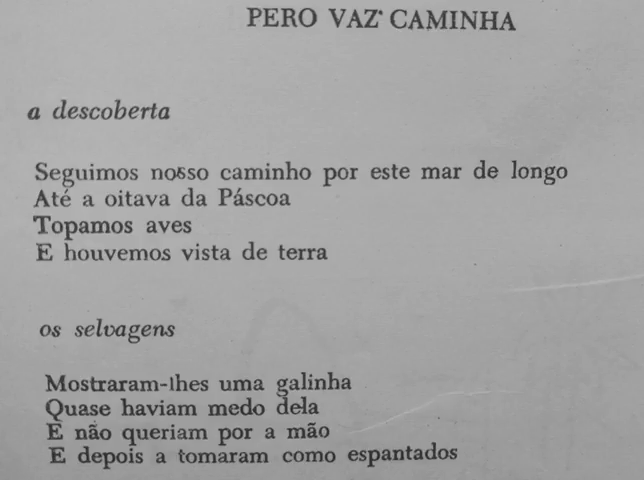 PERO VAZ CAMINHA
a descoberta
Seguimos nosso caminho por este mar de longo
Até a oitava da Páscoa
Topamos aves
E houvemos vista de terra
os selvagens
Mostraram-lhes uma galinha
Quase haviam medo dela
E não queriam por a mão
E depois a tomaram como espantados